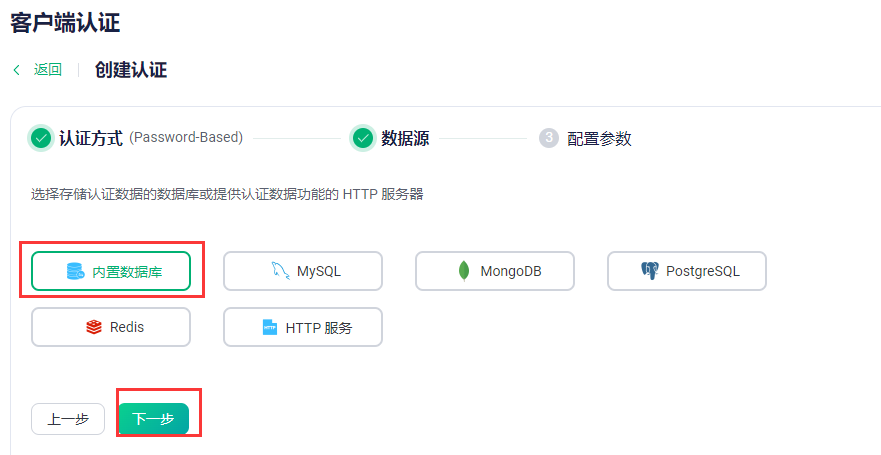 客户端认证
返回 创建认证
认证方式 (Password-Based) 数据源 3 配置参数
选择存储认证数据的数据库或提供认证数据功能的 HTTP 服务器
内置数据库 MySQL MongoDB PostgreSQL
Redis HTTP HTTP 服务
上一步 下一步